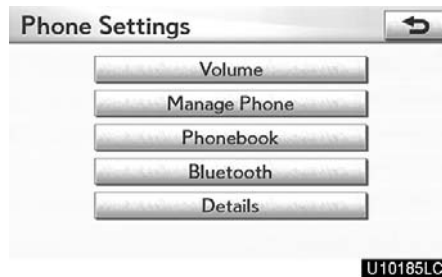 Phone Settings
Volume
Manage Phone
Phonebook
Bluetooth
Details
U10185LC